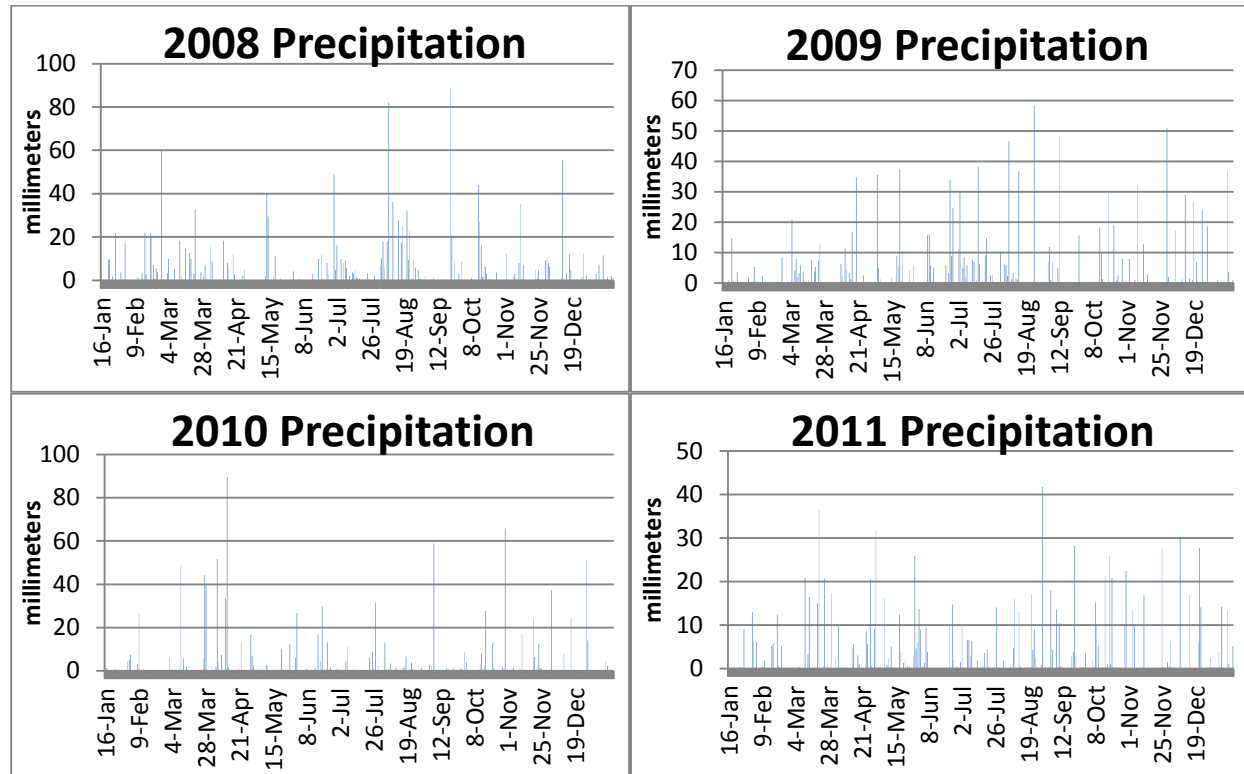 2008 Precipitation
100
80
60
40
20
0
millimeters
16-Jan
9-Feb
4-Mar
28-Mar
21-Apr
15-May
8-Jun
2-Jul
26-Jul
19-Aug
12-Sep
8-Oct
1-Nov
25-Nov
19-Dec
2009 Precipitation
70
60
50
40
30
20
10
0
millimeters
16-Jan
9-Feb
4-Mar
28-Mar
21-Apr
15-May
8-Jun
2-Jul
26-Jul
19-Aug
12-Sep
8-Oct
1-Nov
25-Nov
19-Dec
2010 Precipitation
100
80
60
40
20
0
millimeters
16-Jan
9-Feb
4-Mar
28-Mar
21-Apr
15-May
8-Jun
2-Jul
26-Jul
19-Aug
12-Sep
8-Oct
1-Nov
25-Nov
19-Dec
2011 Precipitation
50
40
30
20
10
0
millimeters
16-Jan
9-Feb
4-Mar
28-Mar
21-Apr
15-May
8-Jun
2-Jul
26-Jul
19-Aug
12-Sep
8-Oct
1-Nov
25-Nov
19-Dec